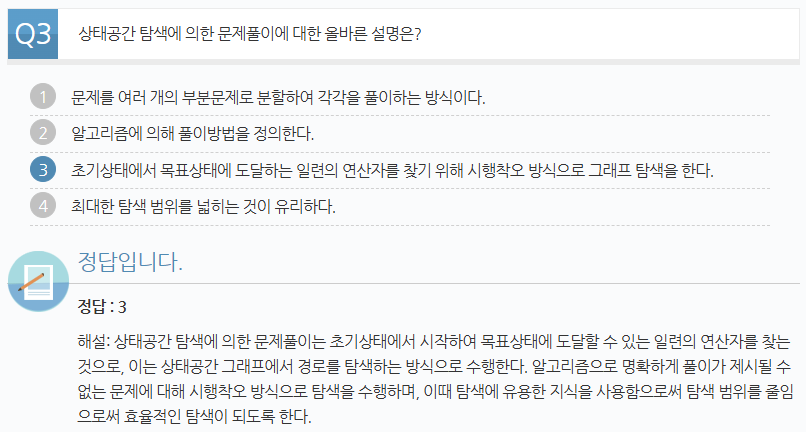 Q3 상태공간 탐색에 의한 문제풀이에 대한 올바른 설명은?
1 문제를 여러 개의 부분문제로 분할하여 각각을 풀이하는 방식이다.
2 알고리즘에 의해 풀이방법을 정의한다.
3 초기상태에서 목표상태에 도달하는 일련의 연산자를 찾기 위해 시행착오 방식으로 그래프 탐색을 한다.
4 최대한 탐색 범위를 넓히는 것이 유리하다.
정답입니다.
정답 : 3
해설: 상태공간 탐색에 의한 문제풀이는 초기상태에서 시작하여 목표상태에 도달할 수 있는 일련의 연산자를 찾는
것으로, 이는 상태공간 그래프에서 경로를 탐색하는 방식으로 수행한다. 알고리즘으로 명확하게 풀이가 제시될 수
없는 문제에 대해 시행착오 방식으로 탐색을 수행하며, 이때 탐색에 유용한 지식을 사용함으로써 탐색 범위를 줄임
으로써 효율적인 탐색이 되도록 한다.